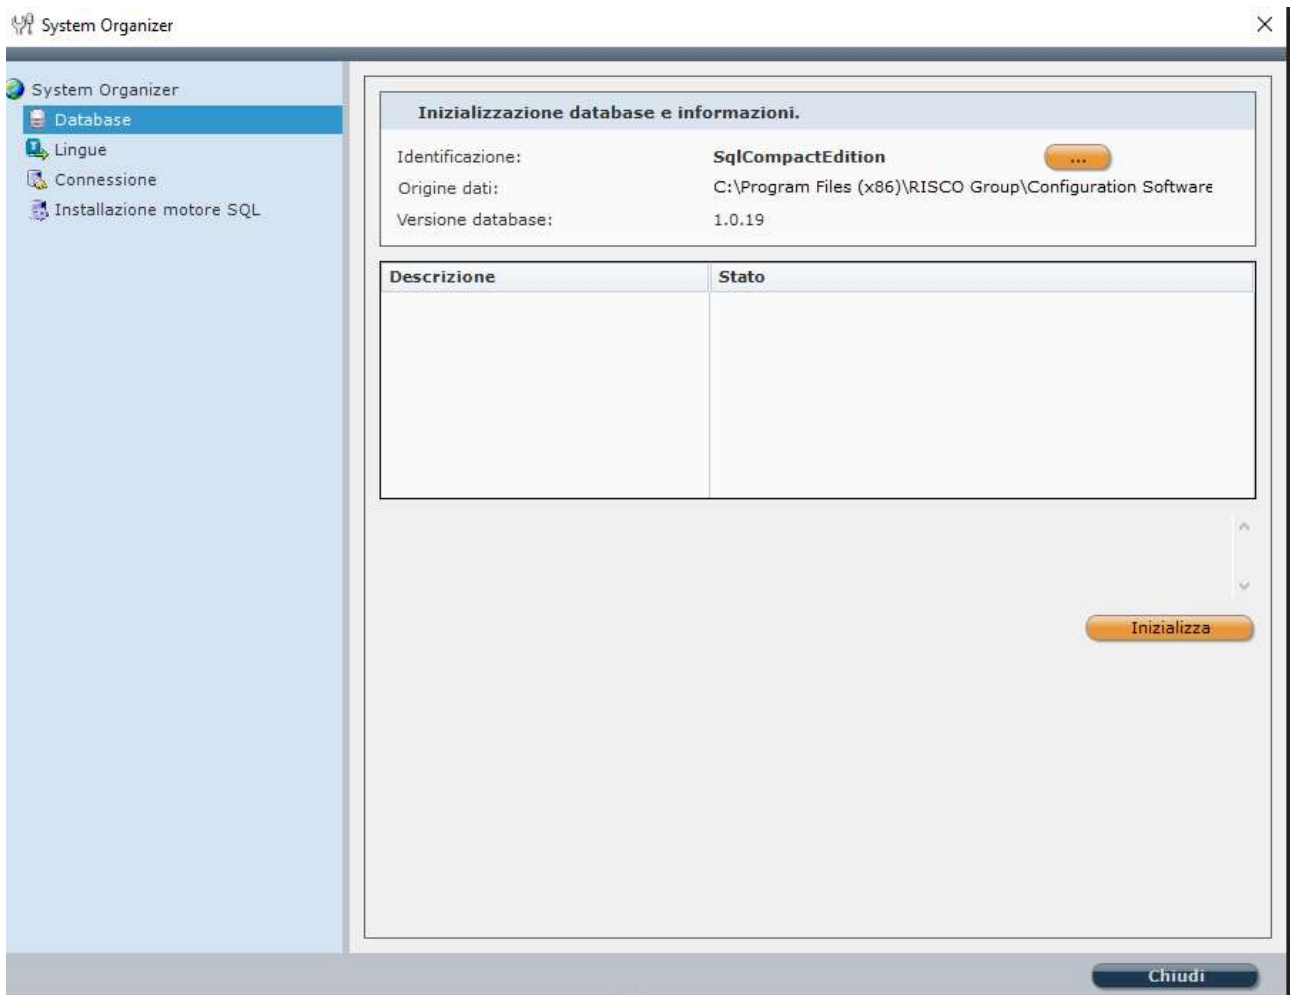 System Organizer
System Organizer
Database
Lingue
Connessione
Installazione motore SQL
Inizializzazione database e informazioni.
Identificazione: SqlCompactEdition ...
Origine dati: C:\Program Files (x86)\RISCO Group\Configuration Software
Versione database: 1.0.19
Descrizione Stato
Inizializza
Chiudi